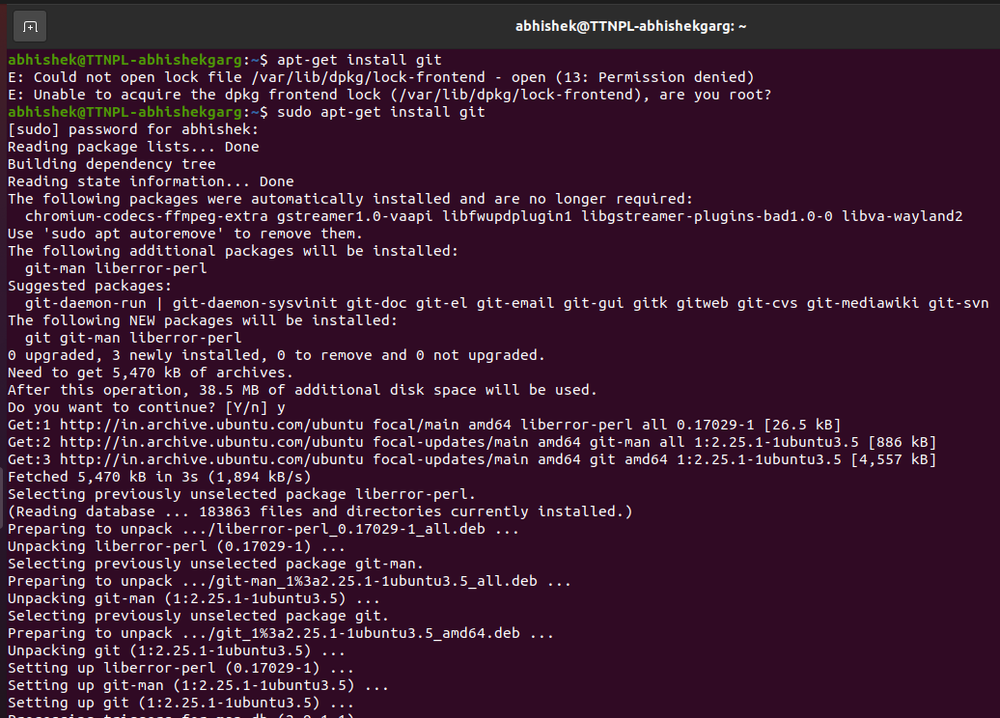 abhishek@TTNPL-abhishekgarg: ~
abhishek@TTNPL-abhishekgarg:~$ apt-get install git
E: Could not open lock file /var/lib/dpkg/lock-frontend - open (13: Permission denied)
E: Unable to acquire the dpkg frontend lock (/var/lib/dpkg/lock-frontend), are you root?
abhishek@TTNPL-abhishekgarg:~$ sudo apt-get install git
[sudo] password for abhishek:
Reading package lists... Done
Building dependency tree
Reading state information... Done
The following packages were automatically installed and are no longer required:
  chromium-codecs-ffmpeg-extra gstreamer1.0-vaapi libfwupdplugin1 libgstreamer-plugins-bad1.0-0 libva-wayland2
Use 'sudo apt autoremove' to remove them.
The following additional packages will be installed:
  git-man liberror-perl
Suggested packages:
  git-daemon-run | git-daemon-sysvinit git-doc git-el git-email git-gui gitk gitweb git-cvs git-mediawiki git-svn
The following NEW packages will be installed:
  git git-man liberror-perl
0 upgraded, 3 newly installed, 0 to remove and 0 not upgraded.
Need to get 5,470 kB of archives.
After this operation, 38.5 MB of additional disk space will be used.
Do you want to continue? [Y/n] y
Get:1 http://in.archive.ubuntu.com/ubuntu focal/main amd64 liberror-perl all 0.17029-1 [26.5 kB]
Get:2 http://in.archive.ubuntu.com/ubuntu focal-updates/main amd64 git-man all 1:2.25.1-1ubuntu3.5 [886 kB]
Get:3 http://in.archive.ubuntu.com/ubuntu focal-updates/main amd64 git amd64 1:2.25.1-1ubuntu3.5 [4,557 kB]
Fetched 5,470 kB in 3s (1,894 kB/s)
Selecting previously unselected package liberror-perl.
(Reading database ... 183863 files and directories currently installed.)
Preparing to unpack .../liberror-perl_0.17029-1_all.deb ...
Unpacking liberror-perl (0.17029-1) ...
Selecting previously unselected package git-man.
Preparing to unpack .../git-man_1%3a2.25.1-1ubuntu3.5_all.deb ...
Unpacking git-man (1:2.25.1-1ubuntu3.5) ...
Selecting previously unselected package git.
Preparing to unpack .../git_1%3a2.25.1-1ubuntu3.5_amd64.deb ...
Unpacking git (1:2.25.1-1ubuntu3.5) ...
Setting up liberror-perl (0.17029-1) ...
Setting up git-man (1:2.25.1-1ubuntu3.5) ...
Setting up git (1:2.25.1-1ubuntu3.5) ...